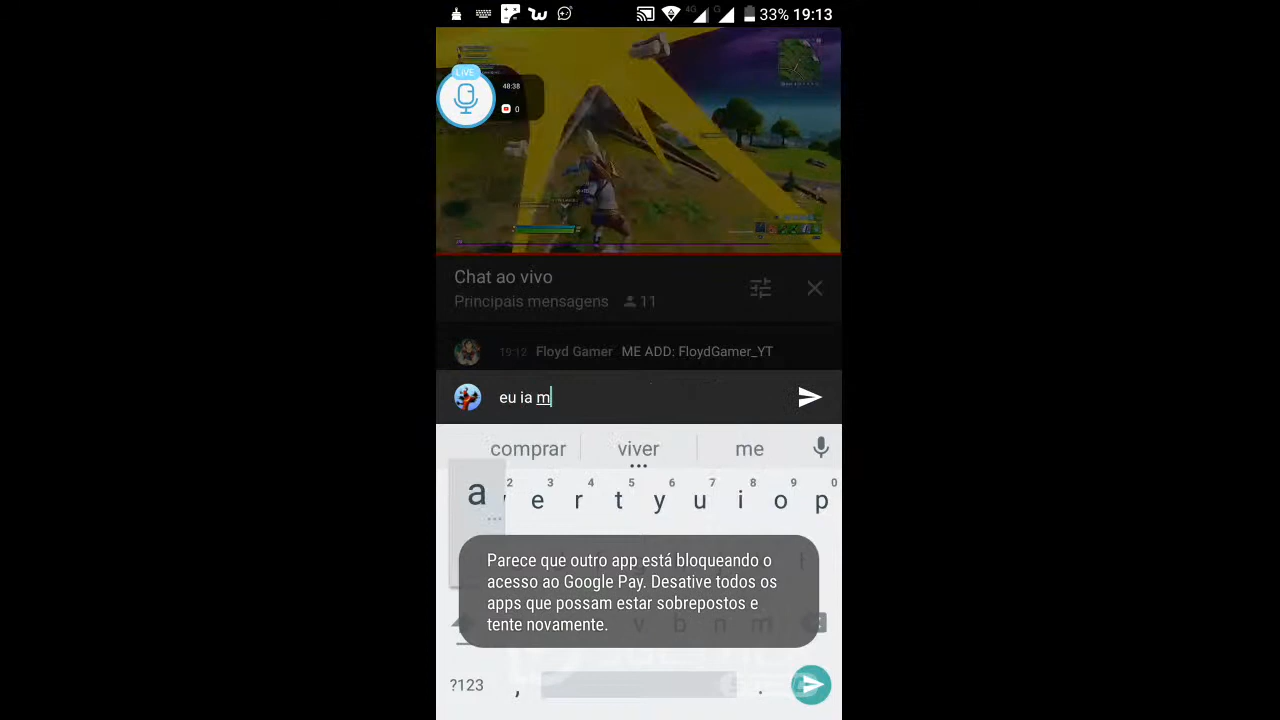 4G G 33% 19:13
LIVE
48:38
0
Chat ao vivo
Principais mensagens 11
19:12 Floyd Gamer ME ADD: FloydGamer_YT
eu ia m
comprar viver me
2 3 4 5 6 7 8 9 0
a e r t y u i o p
Parece que outro app está bloqueando o
acesso ao Google Pay. Desative todos os
apps que possam estar sobrepostos e
tente novamente.
v b n m
?123 , .